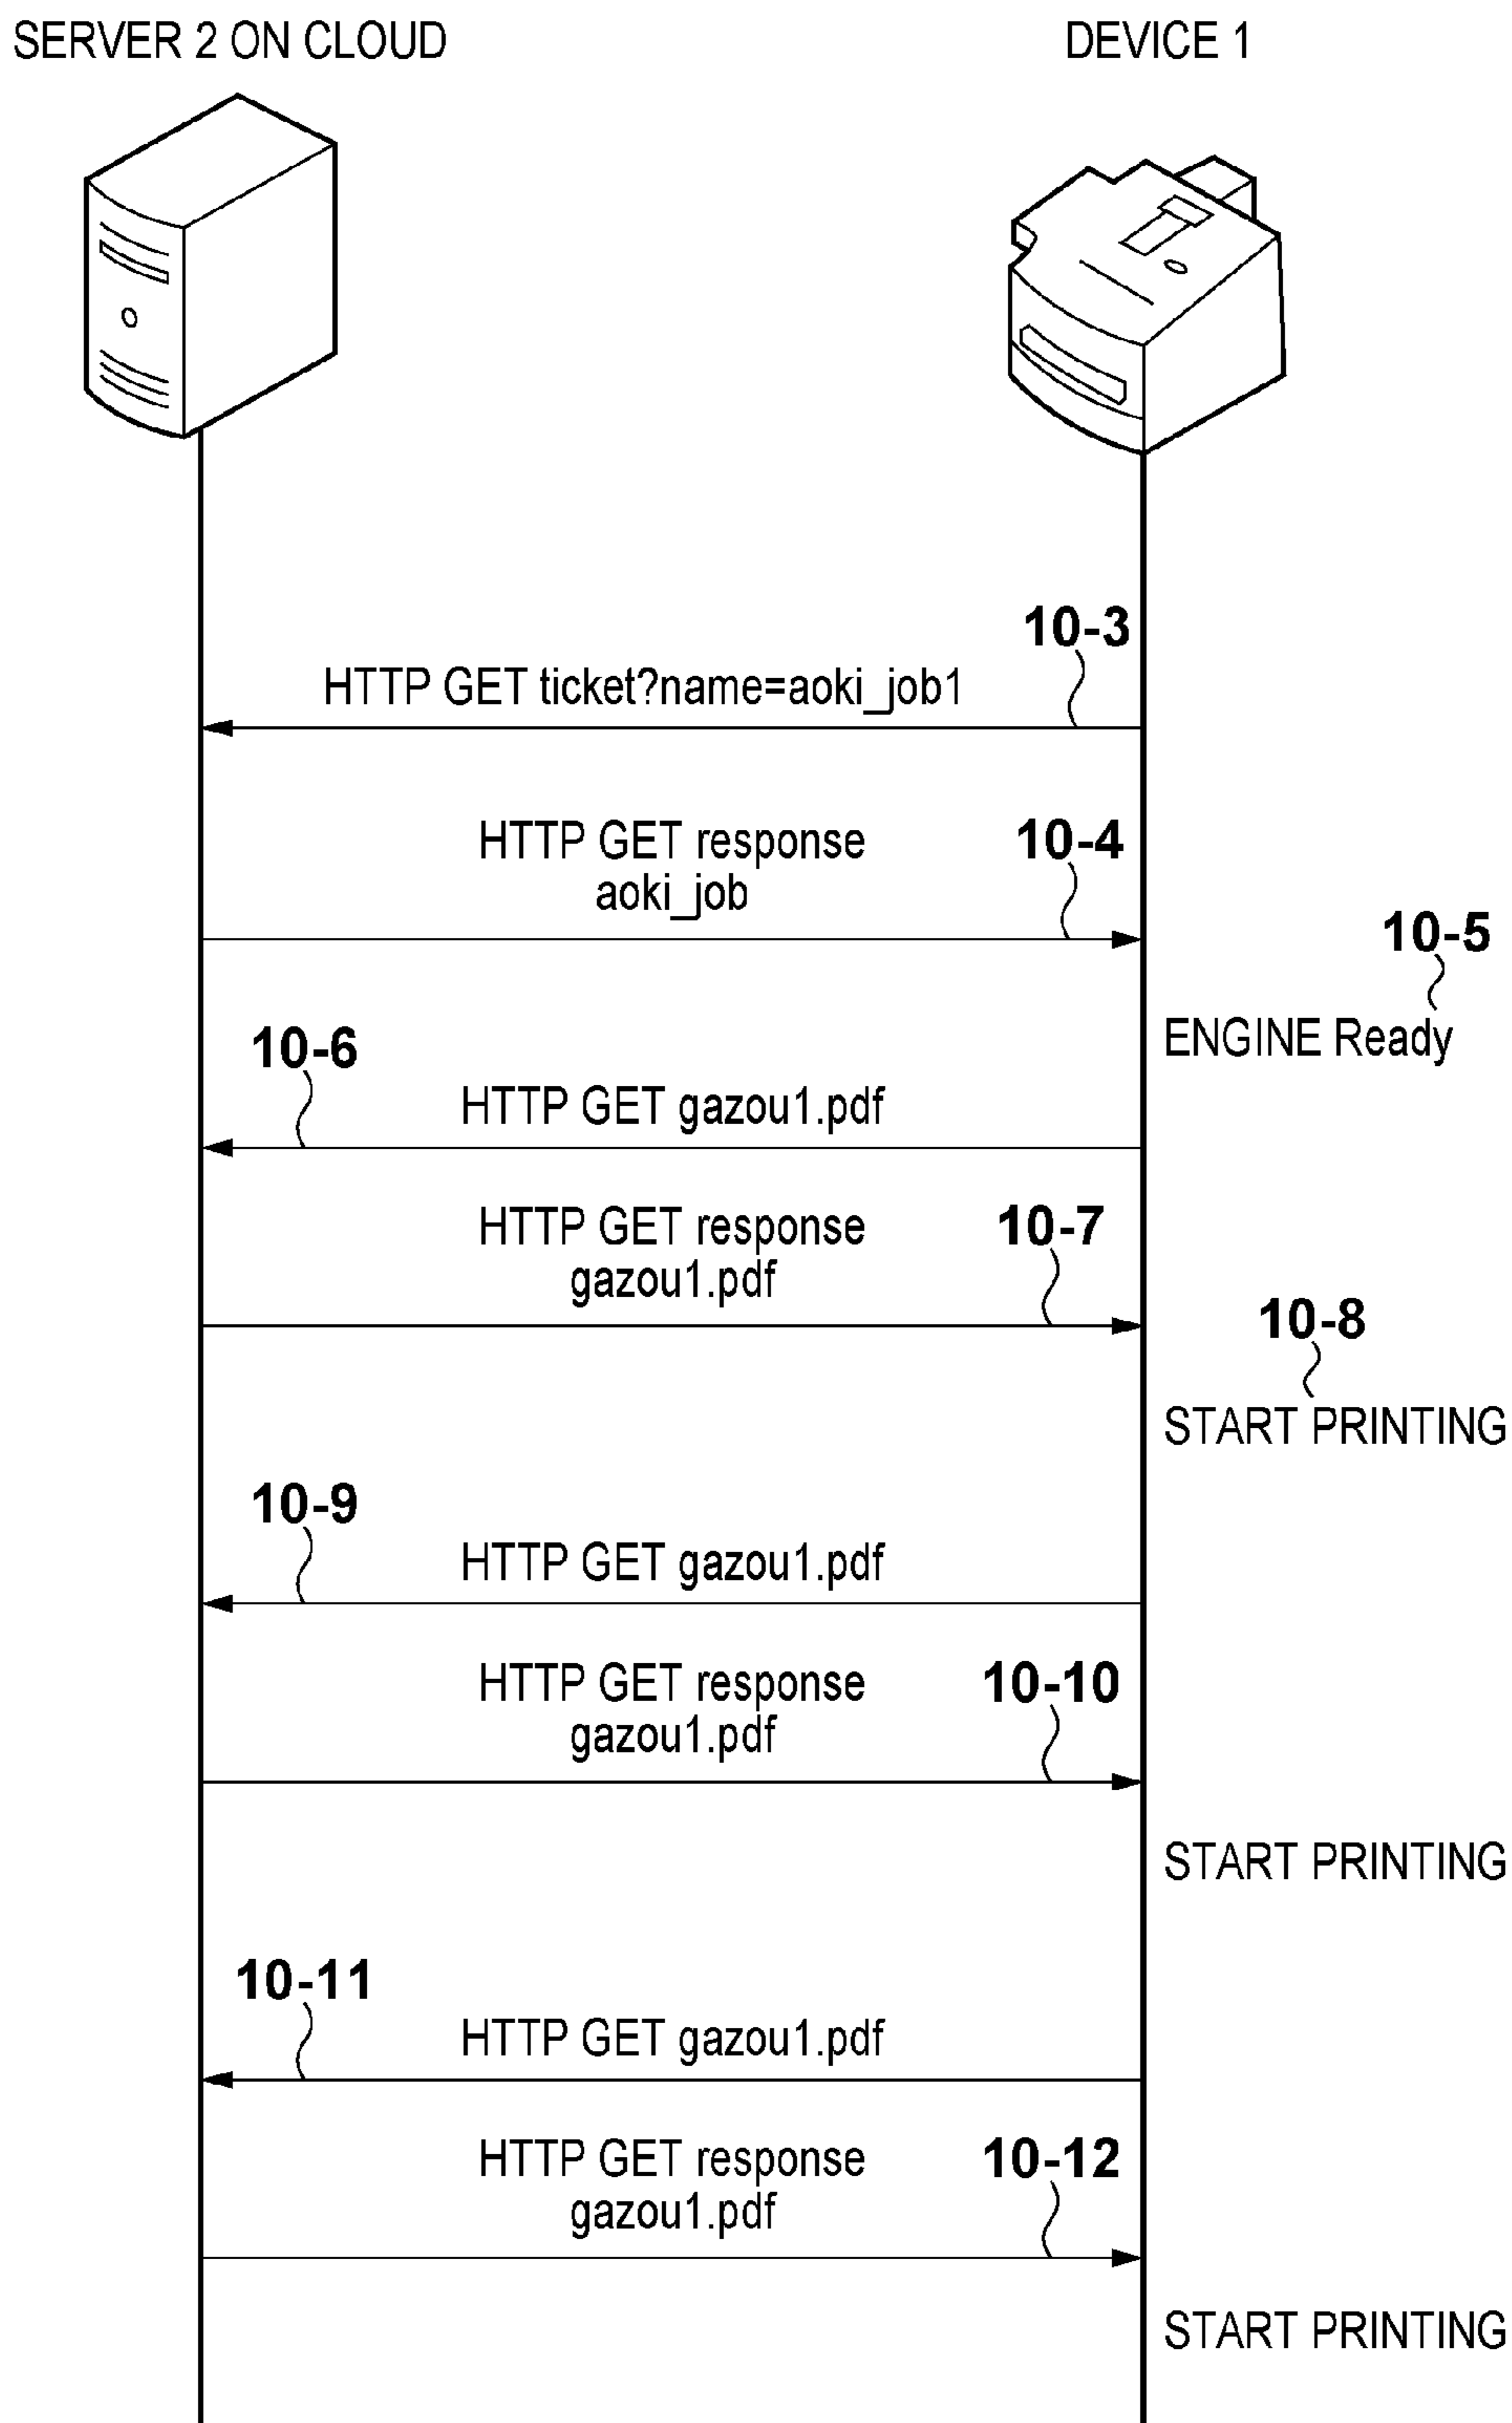 SERVER 2 ON CLOUD
DEVICE 1
10-3
HTTP GET ticket?name=aoki_job1
HTTP GET response
10-4
aoki_job
10-5
ENGINE Ready
10-6
HTTP GET gazou1.pdf
HTTP GET response
10-7
gazou1.pdf
10-8
START PRINTING
10-9
HTTP GET gazou1.pdf
HTTP GET response
10-10
gazou1.pdf
START PRINTING
10-11
HTTP GET gazou1.pdf
HTTP GET response
10-12
gazou1.pdf
START PRINTING